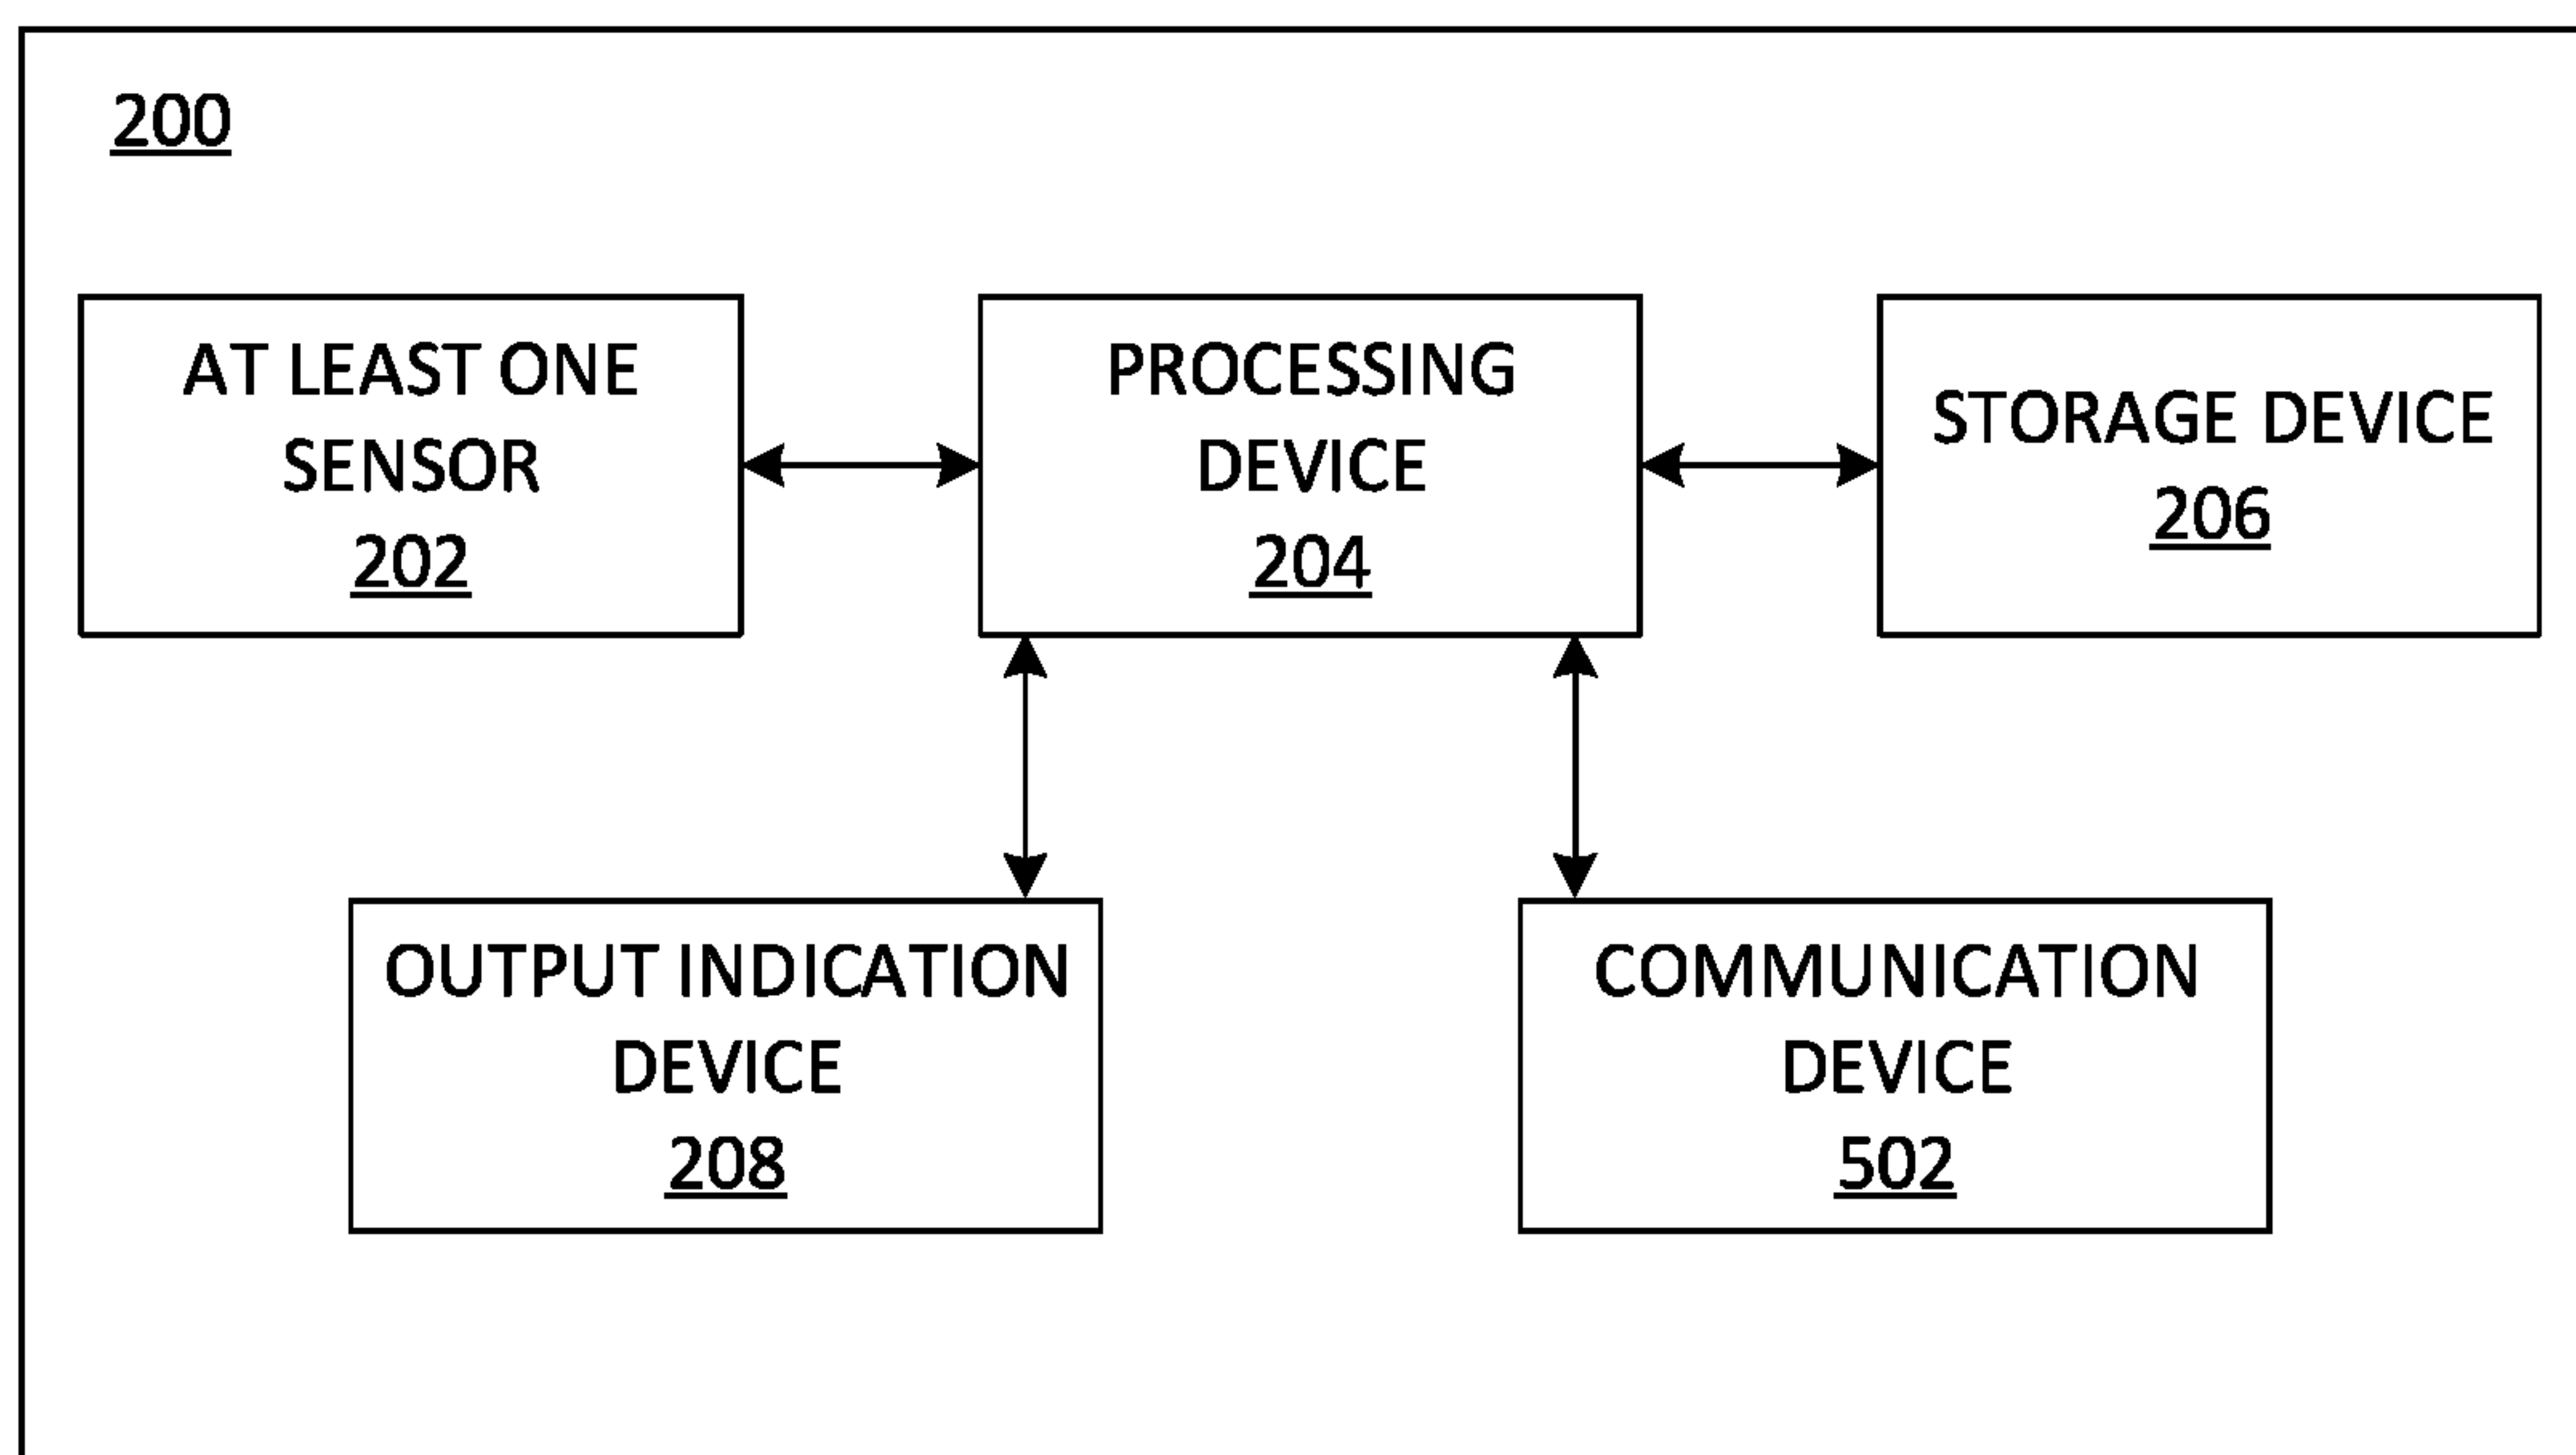 200
AT LEAST ONE
SENSOR
202
PROCESSING
DEVICE
204
STORAGE DEVICE
206
OUTPUT INDICATION
DEVICE
208
COMMUNICATION
DEVICE
502